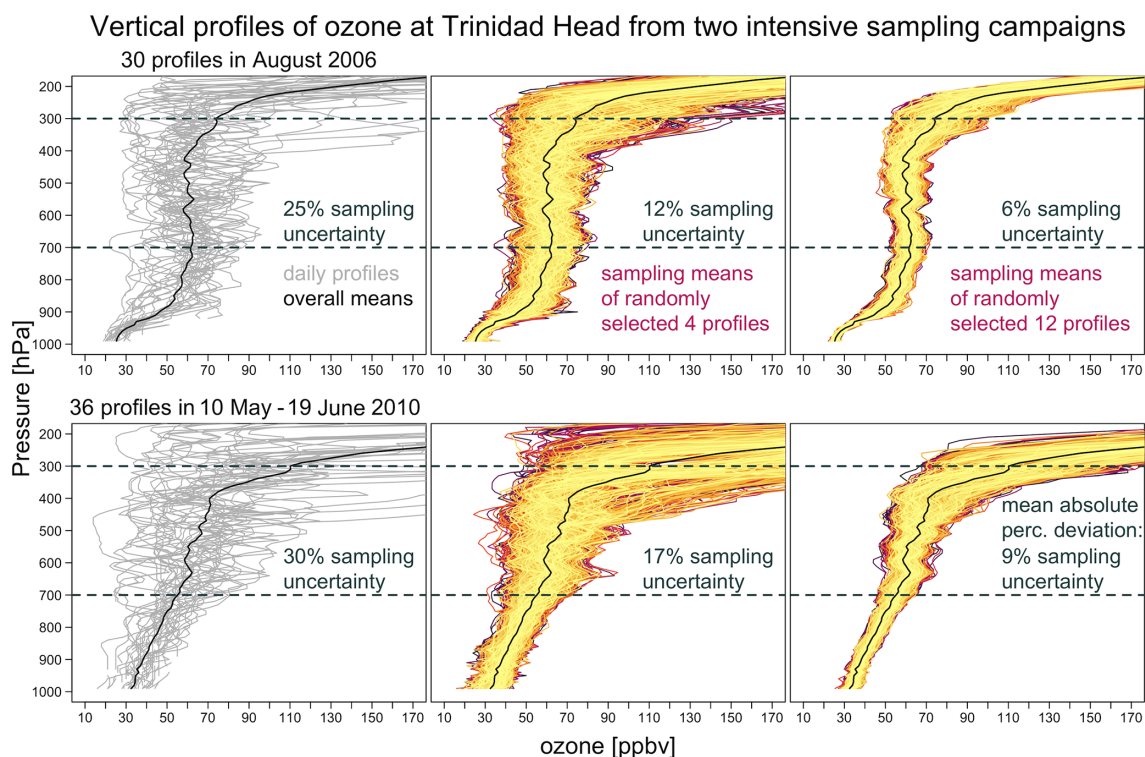 Vertical profiles of ozone at Trinidad Head from two intensive sampling campaigns
30 profiles in August 2006
200
300
400
500
600
700
800
900
1000
25% sampling
uncertainty
daily profiles
overall means
12% sampling
uncertainty
sampling means
of randomly
selected 4 profiles
6% sampling
uncertainty
sampling means
of randomly
selected 12 profiles
10 30 50 70 90 110 130 150 170
10 30 50 70 90 110 130 150 170
10 30 50 70 90 110 130 150 170
Pressure [hPa]
36 profiles in 10 May - 19 June 2010
200
300
400
500
600
700
800
900
1000
30% sampling
uncertainty
17% sampling
uncertainty
mean absolute
perc. deviation:
9% sampling
uncertainty
10 30 50 70 90 110 130 150 170
10 30 50 70 90 110 130 150 170
10 30 50 70 90 110 130 150 170
ozone [ppbv]